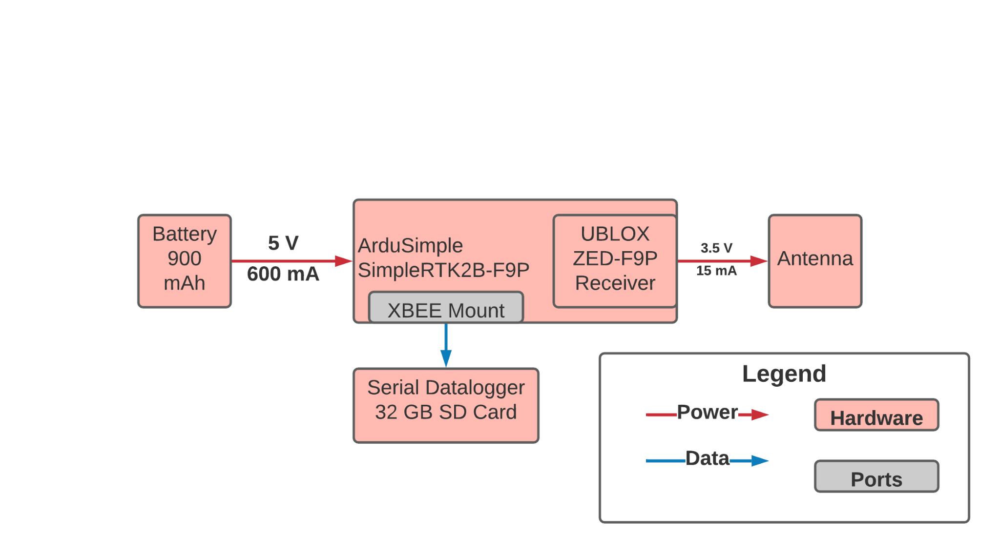 Battery
900
mAh
5 V
600 mA
ArduSimple
SimpleRTK2B-F9P
XBEE Mount
UBLOX
ZED-F9P
Receiver
3.5 V
15 mA
Antenna
Serial Datalogger
32 GB SD Card
Legend
Power
Hardware
Data
Ports